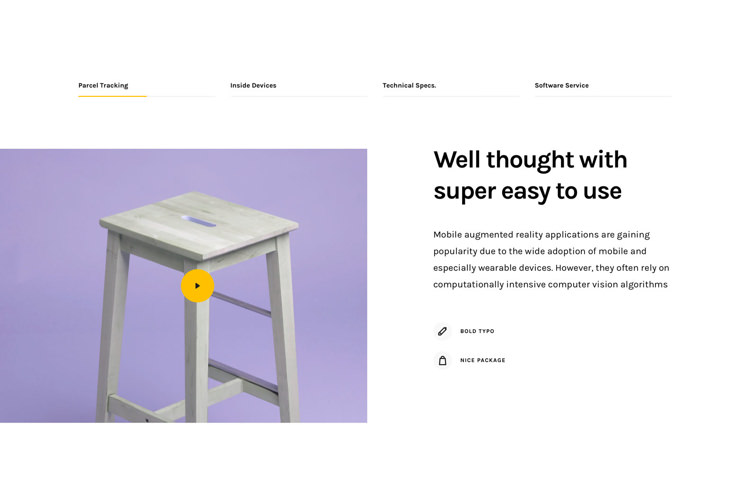 Parcel Tracking
Inside Devices
Technical Specs.
Software Service
Well thought with
super easy to use
Mobile augmented reality applications are gaining
popularity due to the wide adoption of mobile and
especially wearable devices. However, they often rely on
computationally intensive computer vision algorithms
BOLD TYPO
NICE PACKAGE